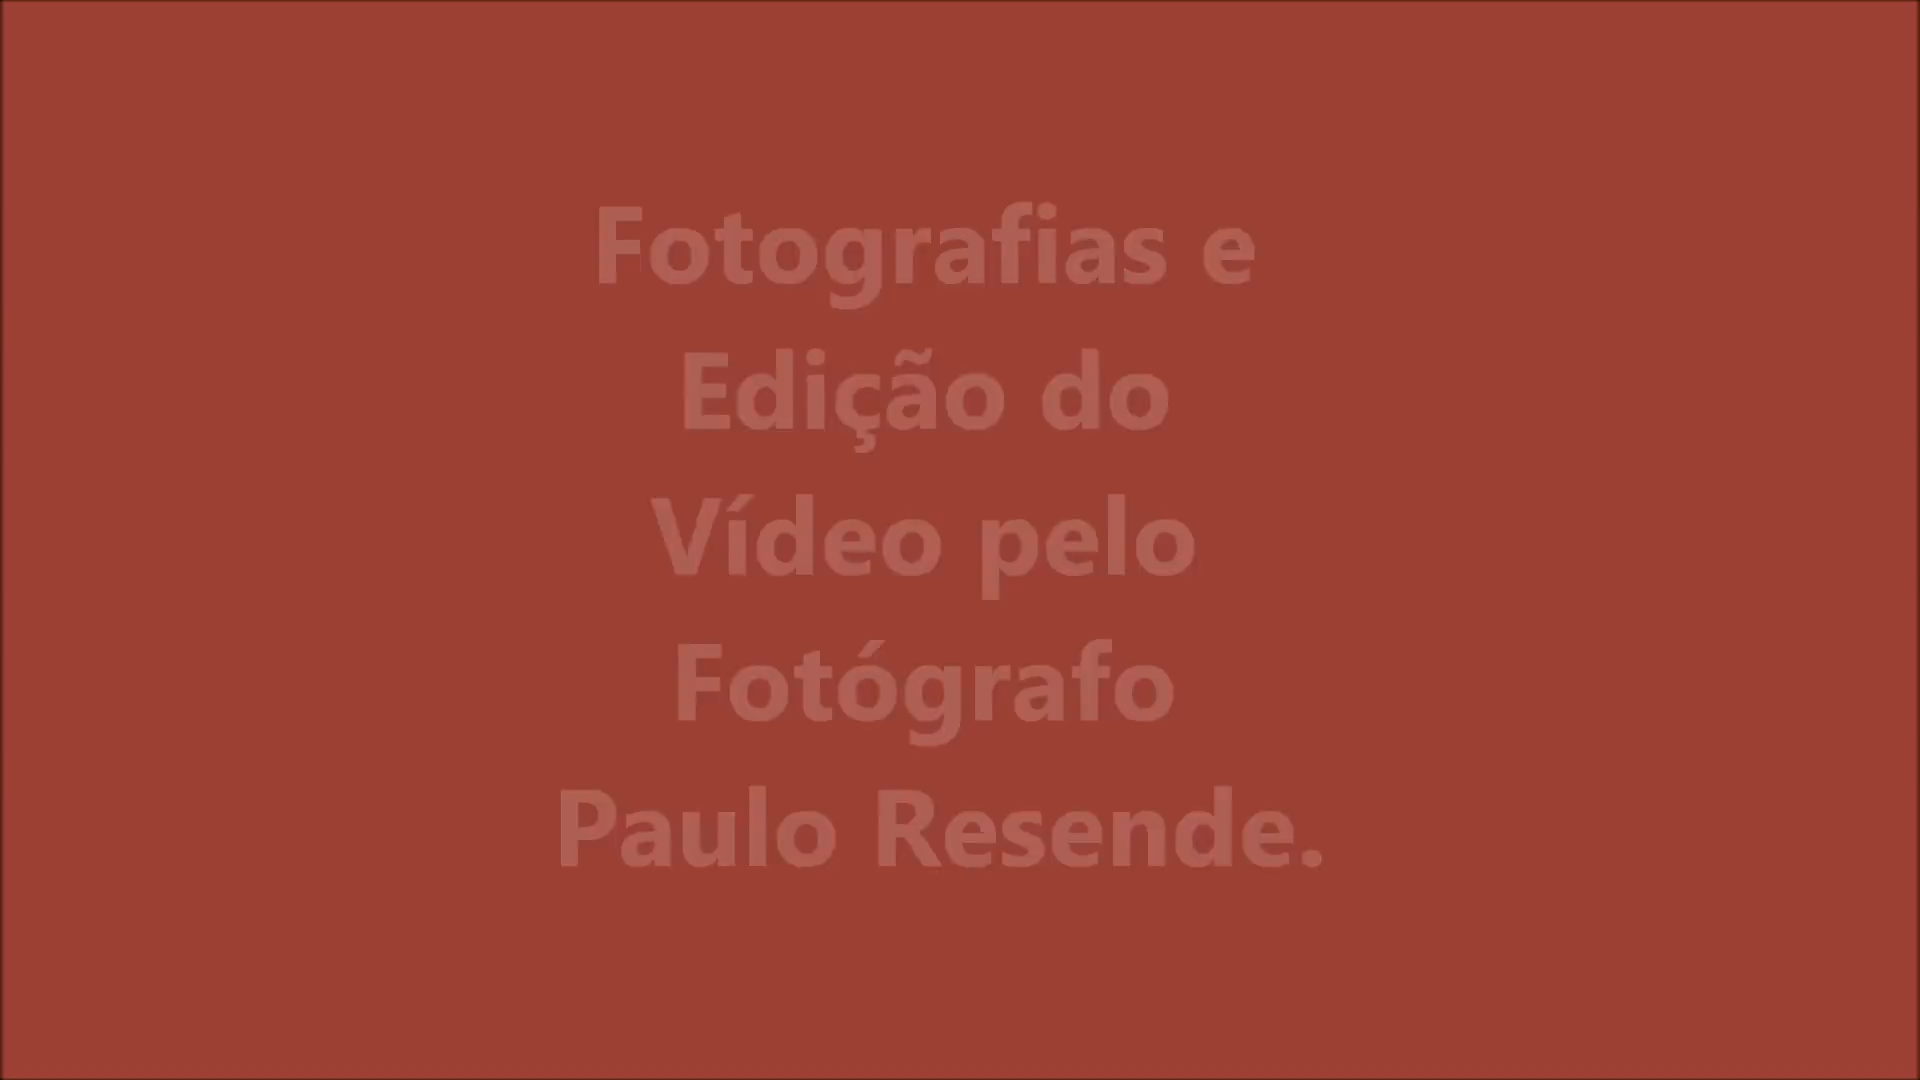 Fotografias e
Edição do
Vídeo pelo
Fotógrafo
Paulo Resende.